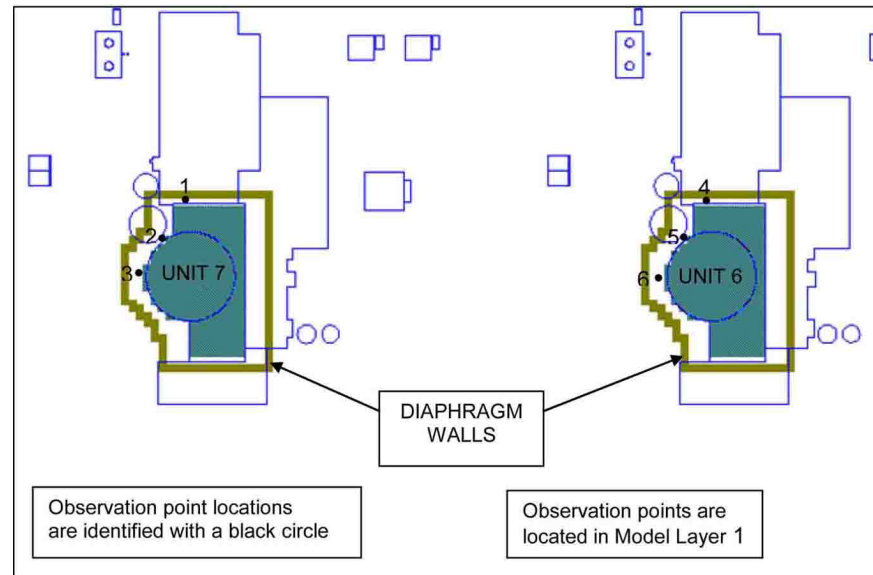 1
4
2
5
3
UNIT 7
6
UNIT 6
DIAPHRAGM
WALLS
Observation point locations
are identified with a black circle
Observation points are
located in Model Layer 1